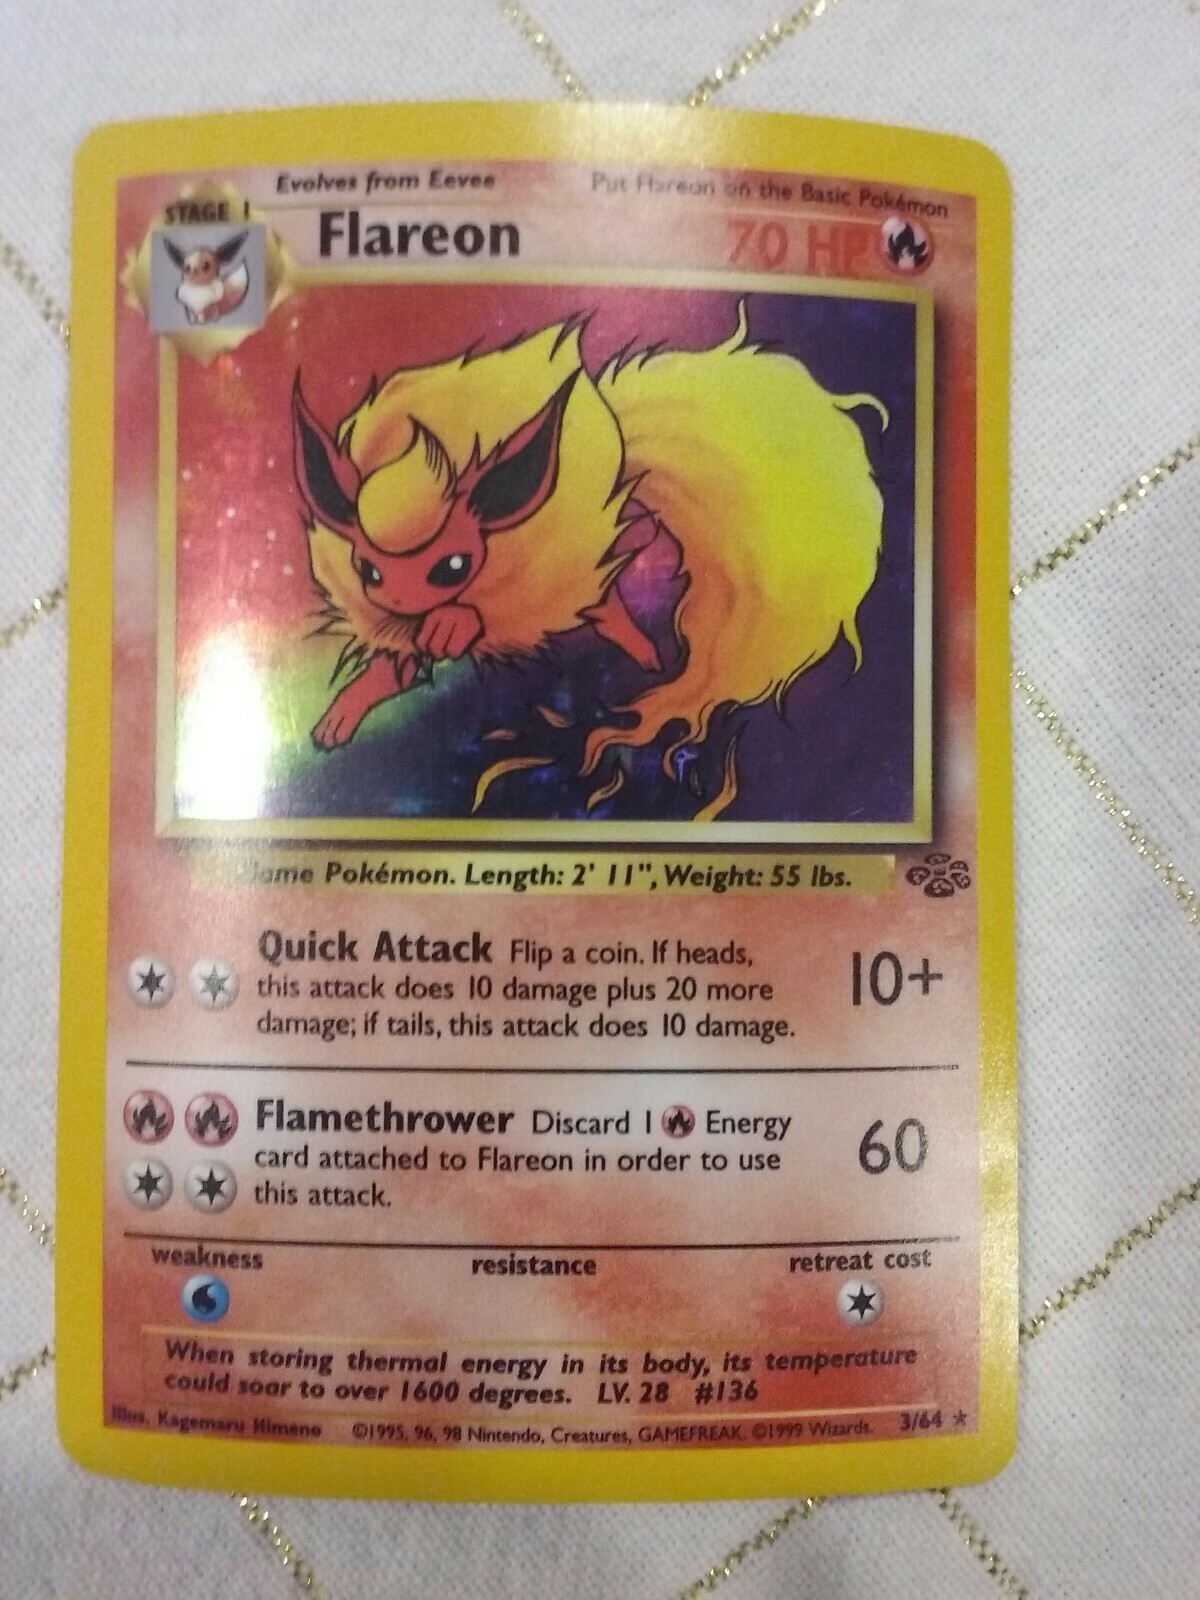 Evolves from Eevee Put Flareon on the Basic Pokémon
STAGE 1
Flareon 70 HP
Pokémon. Length: 2' 11", Weight: 55 lbs.
Quick Attack Flip a coin. If heads,
this attack does 10 damage plus 20 more
damage; if tails, this attack does 10 damage.
10+
Flamethrower Discard 1 Energy
card attached to Flareon in order to use
this attack.
60
weakness resistance retreat cost
When storing thermal energy in its body, its temperature
could soar to over 1600 degrees. LV. 28 #136
Illus. Kagemaru Himeno ©1995, 96, 98 Nintendo, Creatures, GAMEFREAK. ©1999 Wizards. 3/64 ★